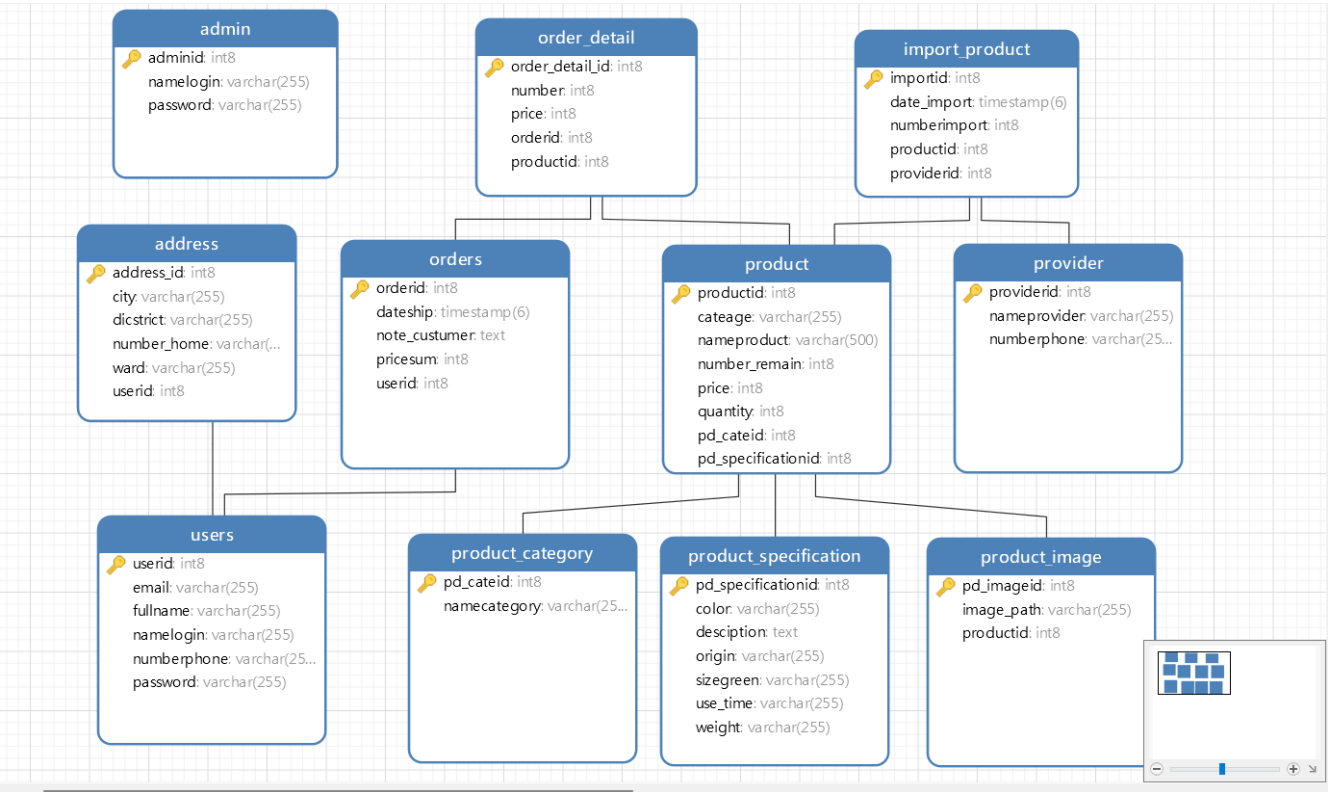 admin
adminid: int8
namelogin: varchar(255)
password: varchar(255)
order_detail
order_detail_id: int8
number: int8
price: int8
orderid: int8
productid: int8
import_product
importid: int8
date_import: timestamp(6)
numberimport: int8
productid: int8
providerid: int8
address
address_id: int8
city: varchar(255)
dicstrict: varchar(255)
number_home: varchar(...
ward: varchar(255)
userid: int8
orders
orderid: int8
dateship: timestamp(6)
note_custumer: text
pricesum: int8
userid: int8
product
productid: int8
cateage: varchar(255)
nameproduct: varchar(500)
number_remain: int8
price: int8
quantity: int8
pd_cateid: int8
pd_specificationid: int8
provider
providerid: int8
nameprovider: varchar(255)
numberphone: varchar(25...
users
userid: int8
email: varchar(255)
fullname: varchar(255)
namelogin: varchar(255)
numberphone: varchar(25...
password: varchar(255)
product_category
pd_cateid: int8
namecategory: varchar(25...
product_specification
pd_specificationid: int8
color: varchar(255)
desciption: text
origin: varchar(255)
sizegreen: varchar(255)
use_time: varchar(255)
weight: varchar(255)
product_image
pd_imageid: int8
image_path: varchar(255)
productid: int8